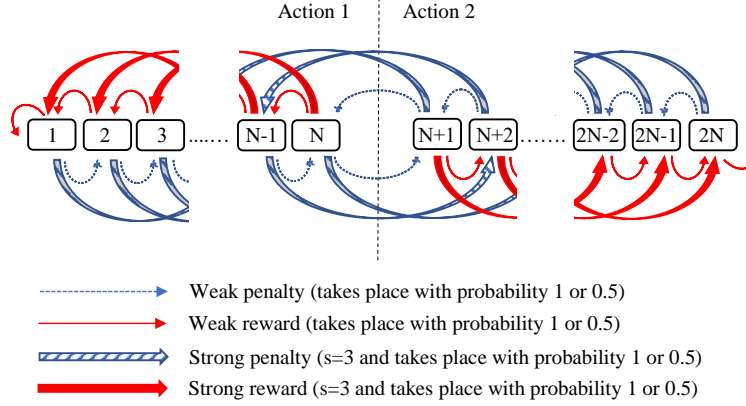 Action 1 Action 2
1 2 3 ...... N-1 N N+1 N+2 ........ 2N-2 2N-1 2N
Weak penalty (takes place with probability 1 or 0.5)
Weak reward (takes place with probability 1 or 0.5)
Strong penalty (s=3 and takes place with probability 1 or 0.5)
Strong reward (s=3 and takes place with probability 1 or 0.5)